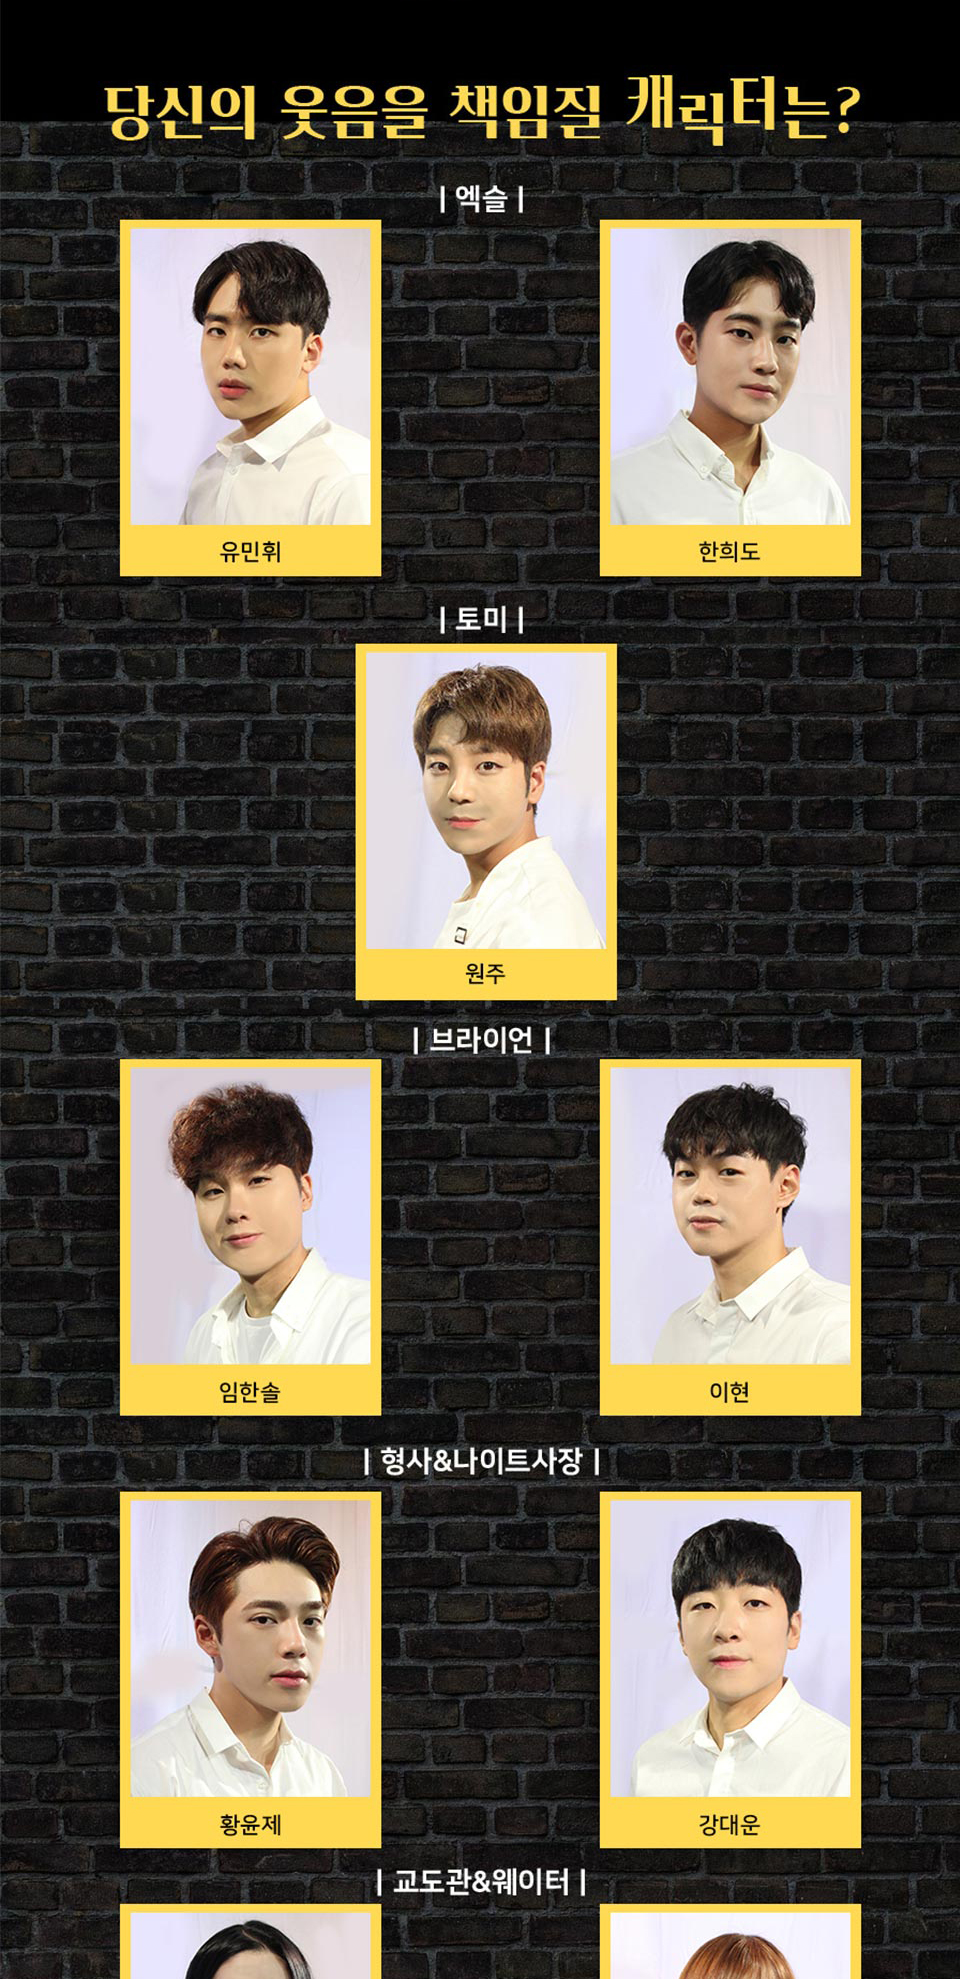 당신의 웃음을 책임질 캐릭터는?
| 엑슬 |
유민휘 한희도
| 토미 |
원주
| 브라이언 |
임한솔 이현
| 형사&나이트사장 |
황윤제 강대운
| 교도관&웨이터 |